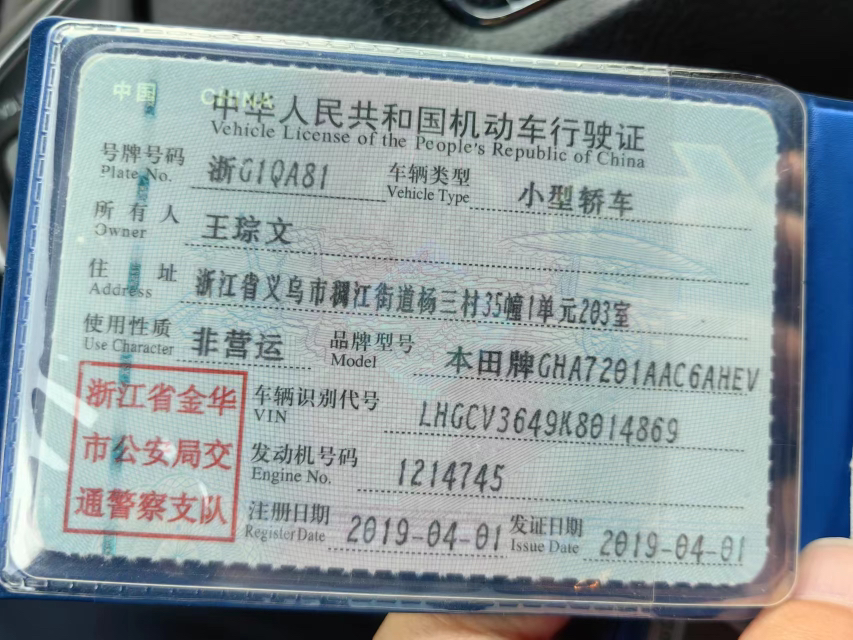 中国 CHINA
中华人民共和国机动车行驶证
Vehicle License of the People's Republic of China
号牌号码 浙G1QA81 车辆类型 小型轿车
Plate No. Vehicle Type
所有人 王琮文
Owner
住址 浙江省义乌市稠江街道杨三村35幢1单元203室
Address
使用性质 非营运 品牌型号 本田牌GHA7201AAC6AHEV
Use Character Model
浙江省金华
市公安局交
通警察支队
车辆识别代号 LHGCV3649K8014869
VIN
发动机号码 1214745
Engine No.
注册日期 2019-04-01 发证日期 2019-04-01
Register Date Issue Date